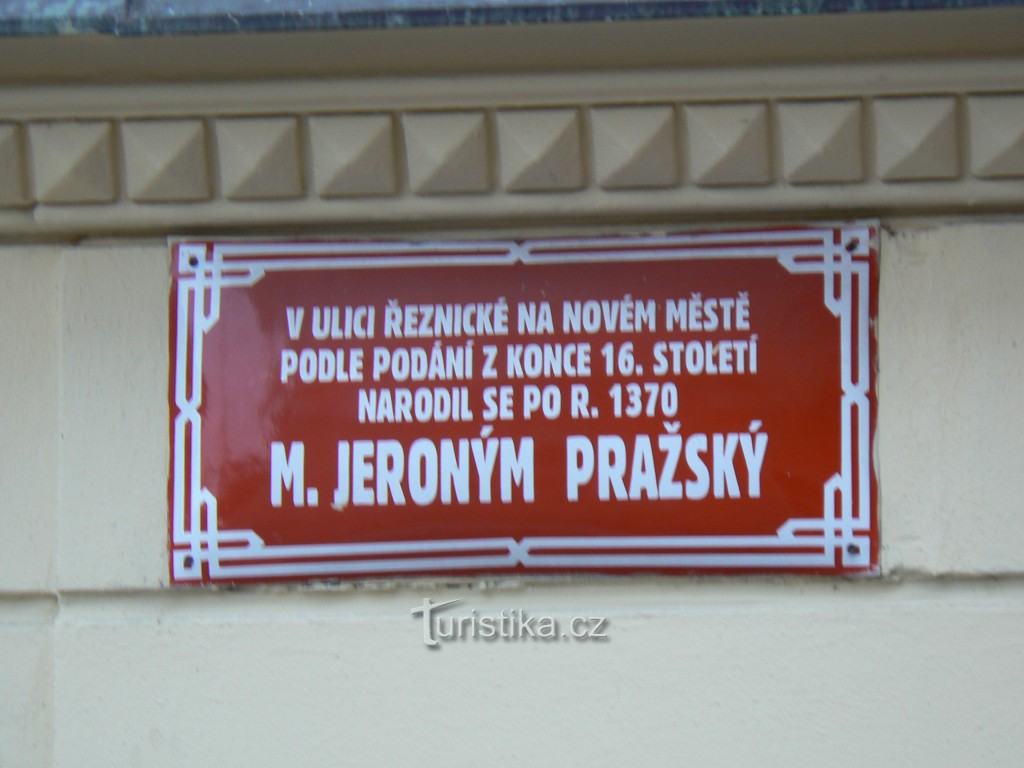 V ULICI ŘEZNICKÉ NA NOVÉM MĚSTĚ
PODLE PODÁNÍ Z KONCE 16. STOLETÍ
NARODIL SE PO R. 1370
M. JERONÝM PRAŽSKÝ
Turistika.cz